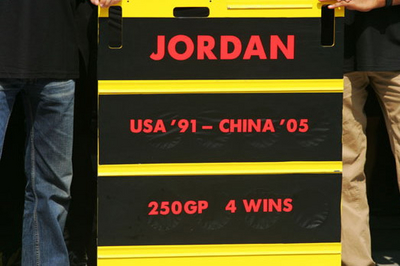 JORDAN
USA '91 – CHINA '05
250GP 4 WINS